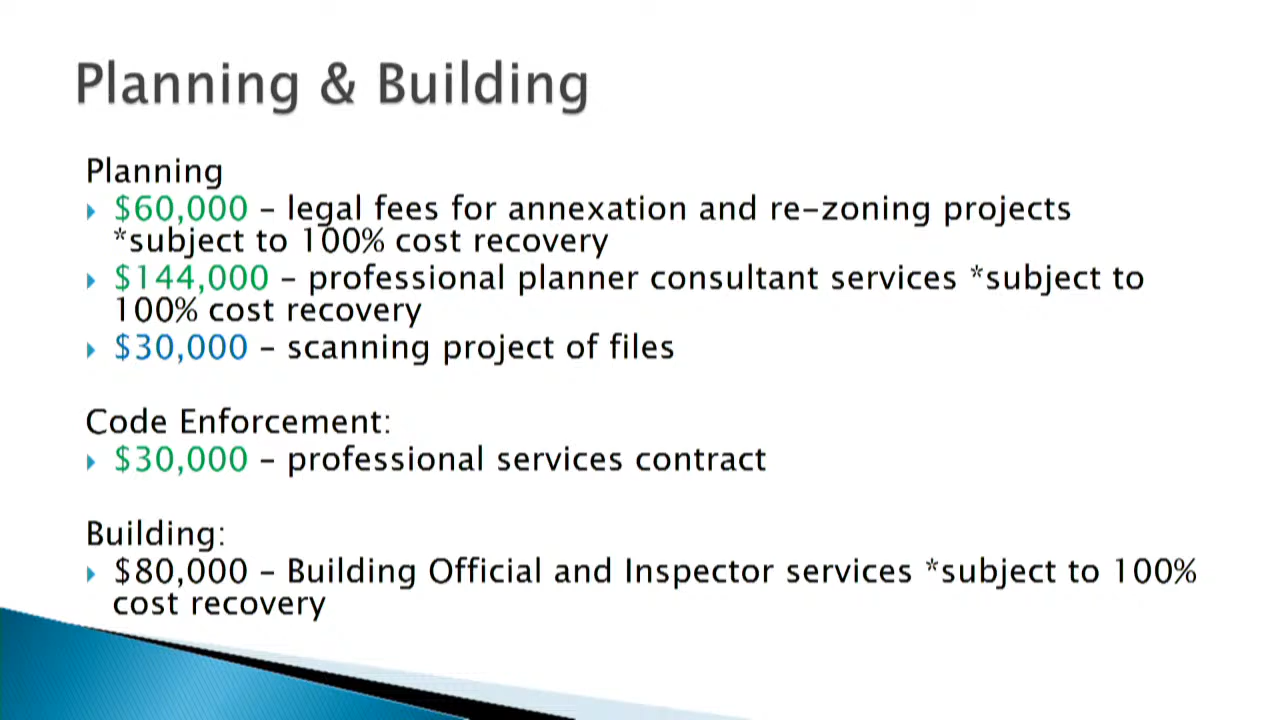 Planning & Building
Planning
$60,000 – legal fees for annexation and re-zoning projects
*subject to 100% cost recovery
$144,000 – professional planner consultant services *subject to
100% cost recovery
$30,000 – scanning project of files
Code Enforcement:
$30,000 – professional services contract
Building:
$80,000 – Building Official and Inspector services *subject to 100%
cost recovery